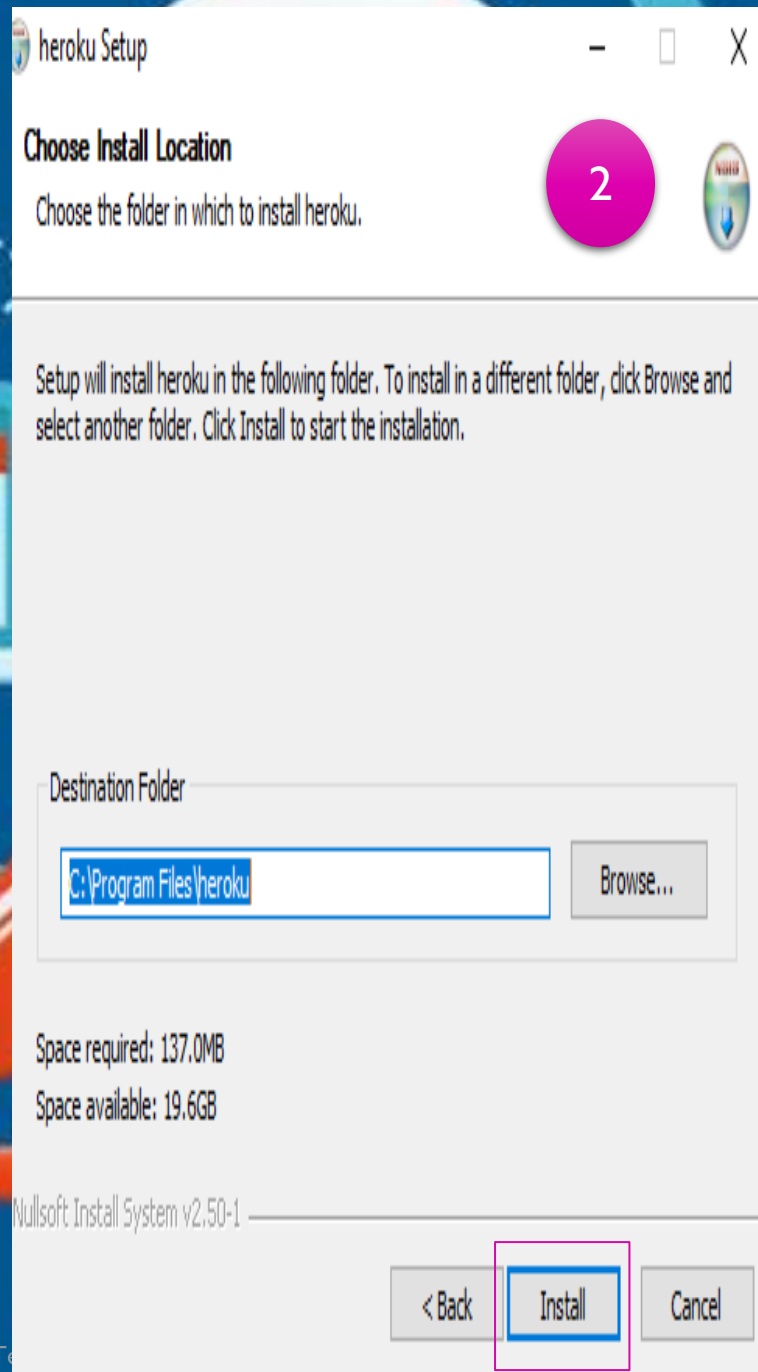 heroku Setup
Choose Install Location
2
Choose the folder in which to install heroku.
Setup will install heroku in the following folder. To install in a different folder, click Browse and
select another folder. Click Install to start the installation.
Destination Folder
C:\Program Files\heroku
Browse...
Space required: 137.0MB
Space available: 19.6GB
Nullsoft Install System v2.50-1
< Back Install Cancel